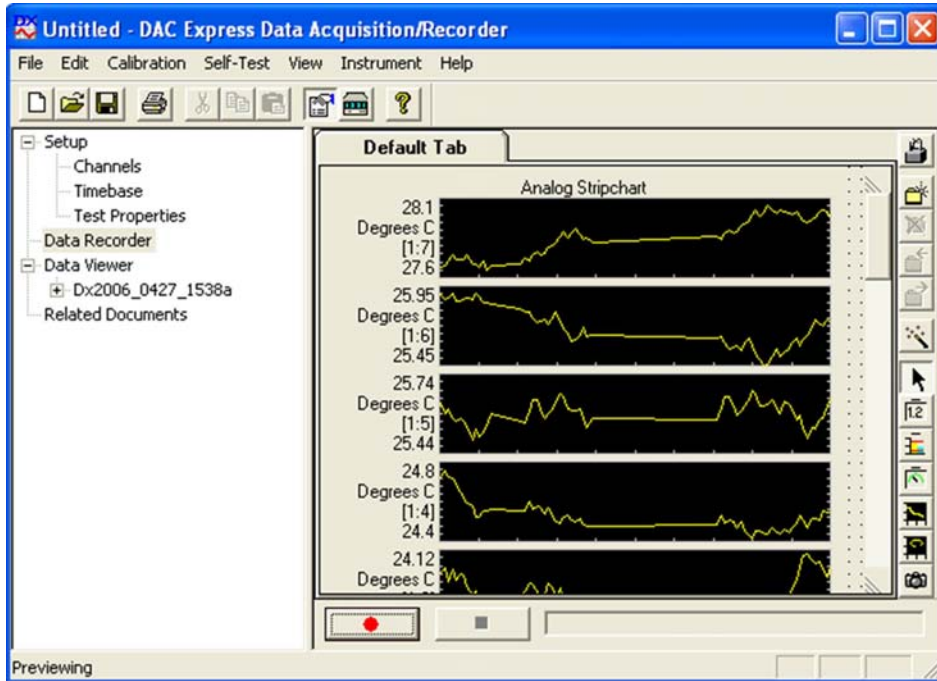 Untitled - DAC Express Data Acquisition/Recorder
File Edit Calibration Self-Test View Instrument Help
Setup
Channels
Timebase
Test Properties
Data Recorder
Data Viewer
Dx2006_0427_1538a
Related Documents
Default Tab
Analog Stripchart
28.1
Degrees C
[1:7]
27.6
25.95
Degrees C
[1:6]
25.45
25.74
Degrees C
[1:5]
25.44
24.8
Degrees C
[1:4]
24.4
24.12
Degrees C
1.2
Previewing